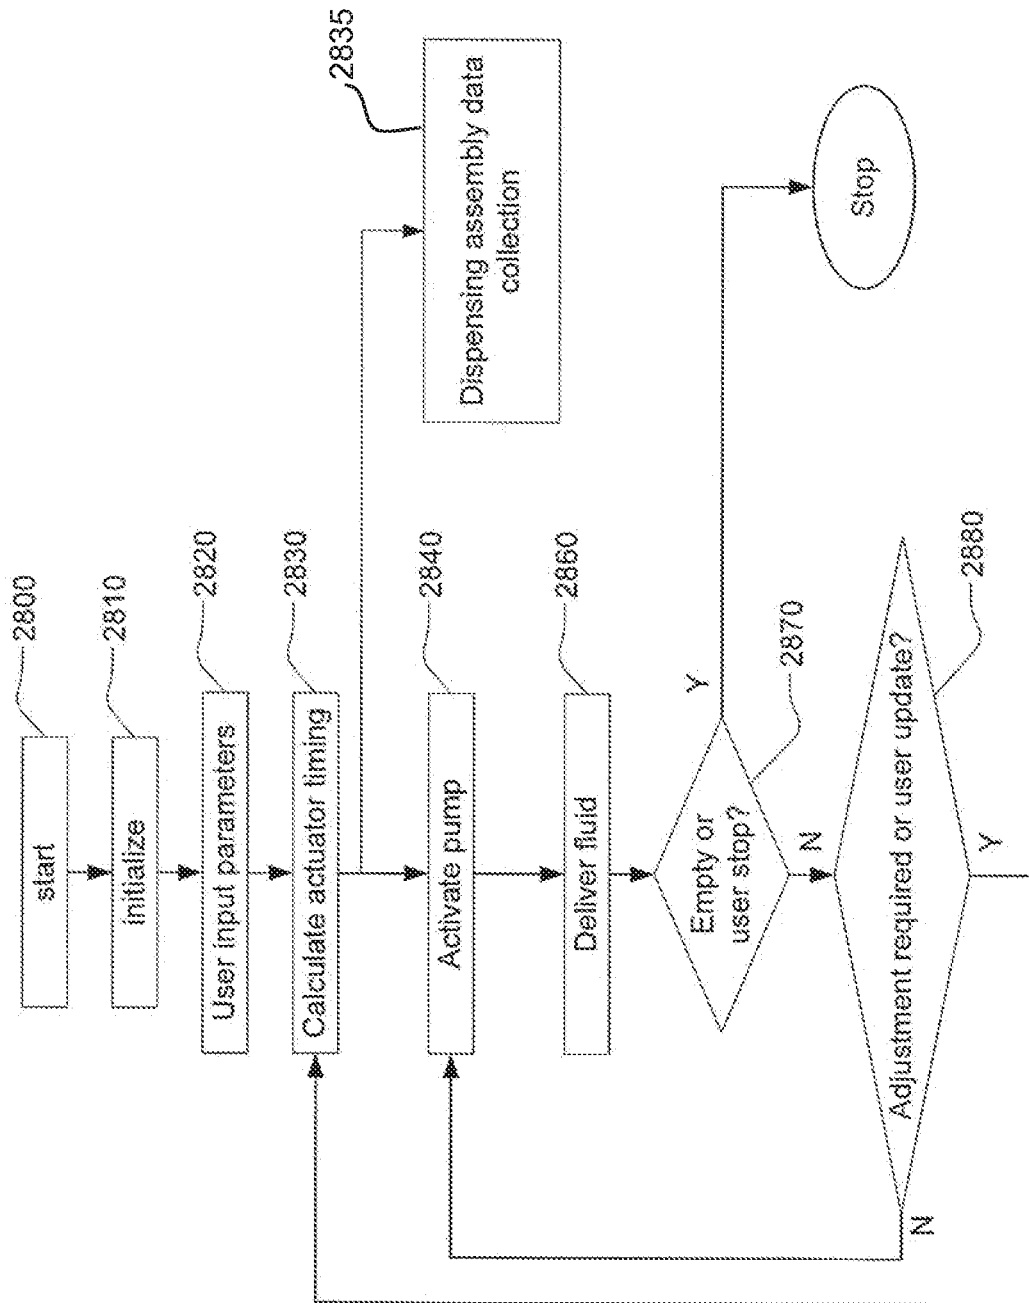 start
2800
initialize
2810
User input parameters
2820
Calculate actuator timing
2830
Dispensing assembly data
collection
2835
Activate pump
2840
Deliver fluid
2860
Empty or
user stop?
2870
Y
Stop
N
Adjustment required or user update?
2880
N
Y